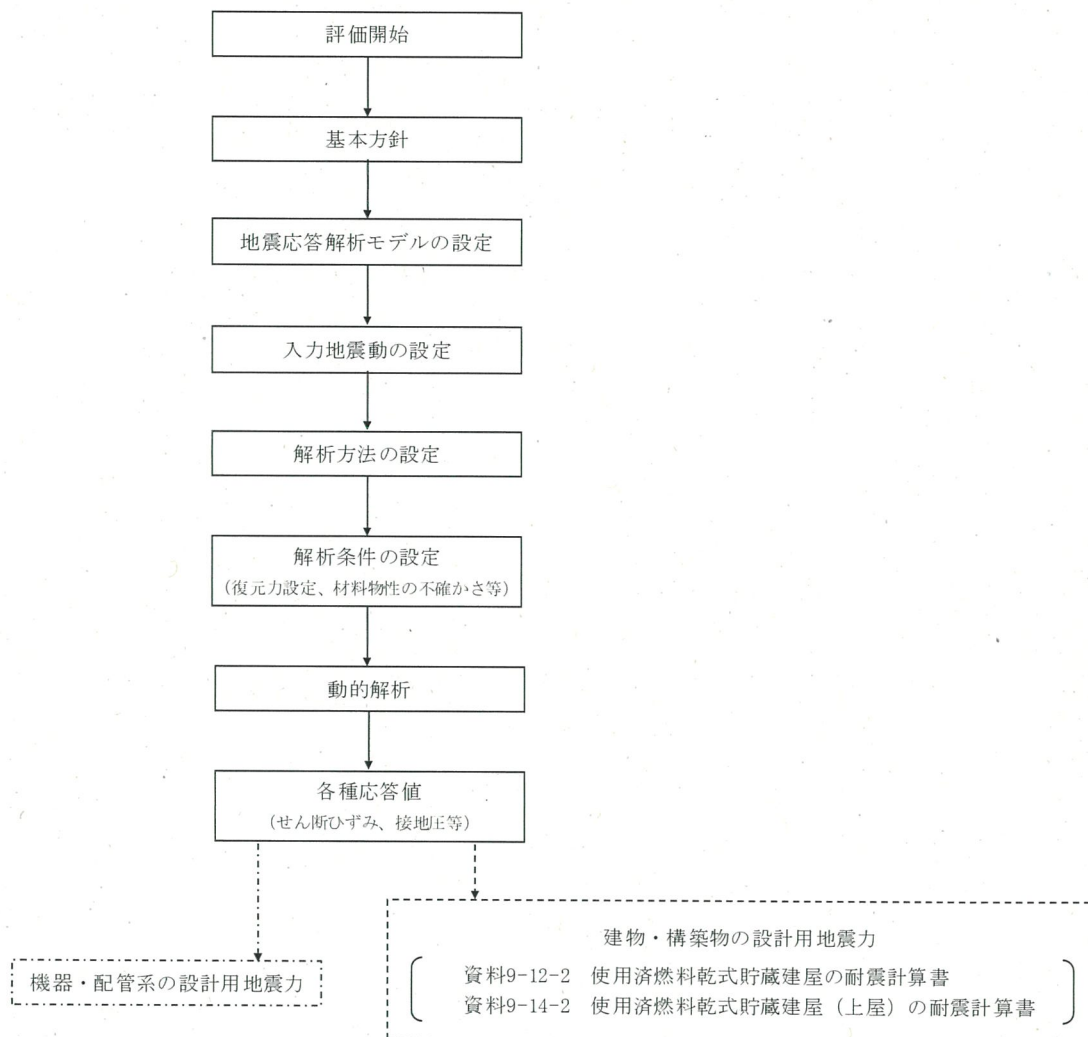 評価開始
基本方針
地震応答解析モデルの設定
入力地震動の設定
解析方法の設定
解析条件の設定
(復元力設定、材料物性の不確かさ等)
動的解析
各種応答値
(せん断ひずみ、接地圧等)
機器・配管系の設計用地震力
建物・構築物の設計用地震力
資料9-12-2 使用済燃料乾式貯蔵建屋の耐震計算書
資料9-14-2 使用済燃料乾式貯蔵建屋(上屋)の耐震計算書